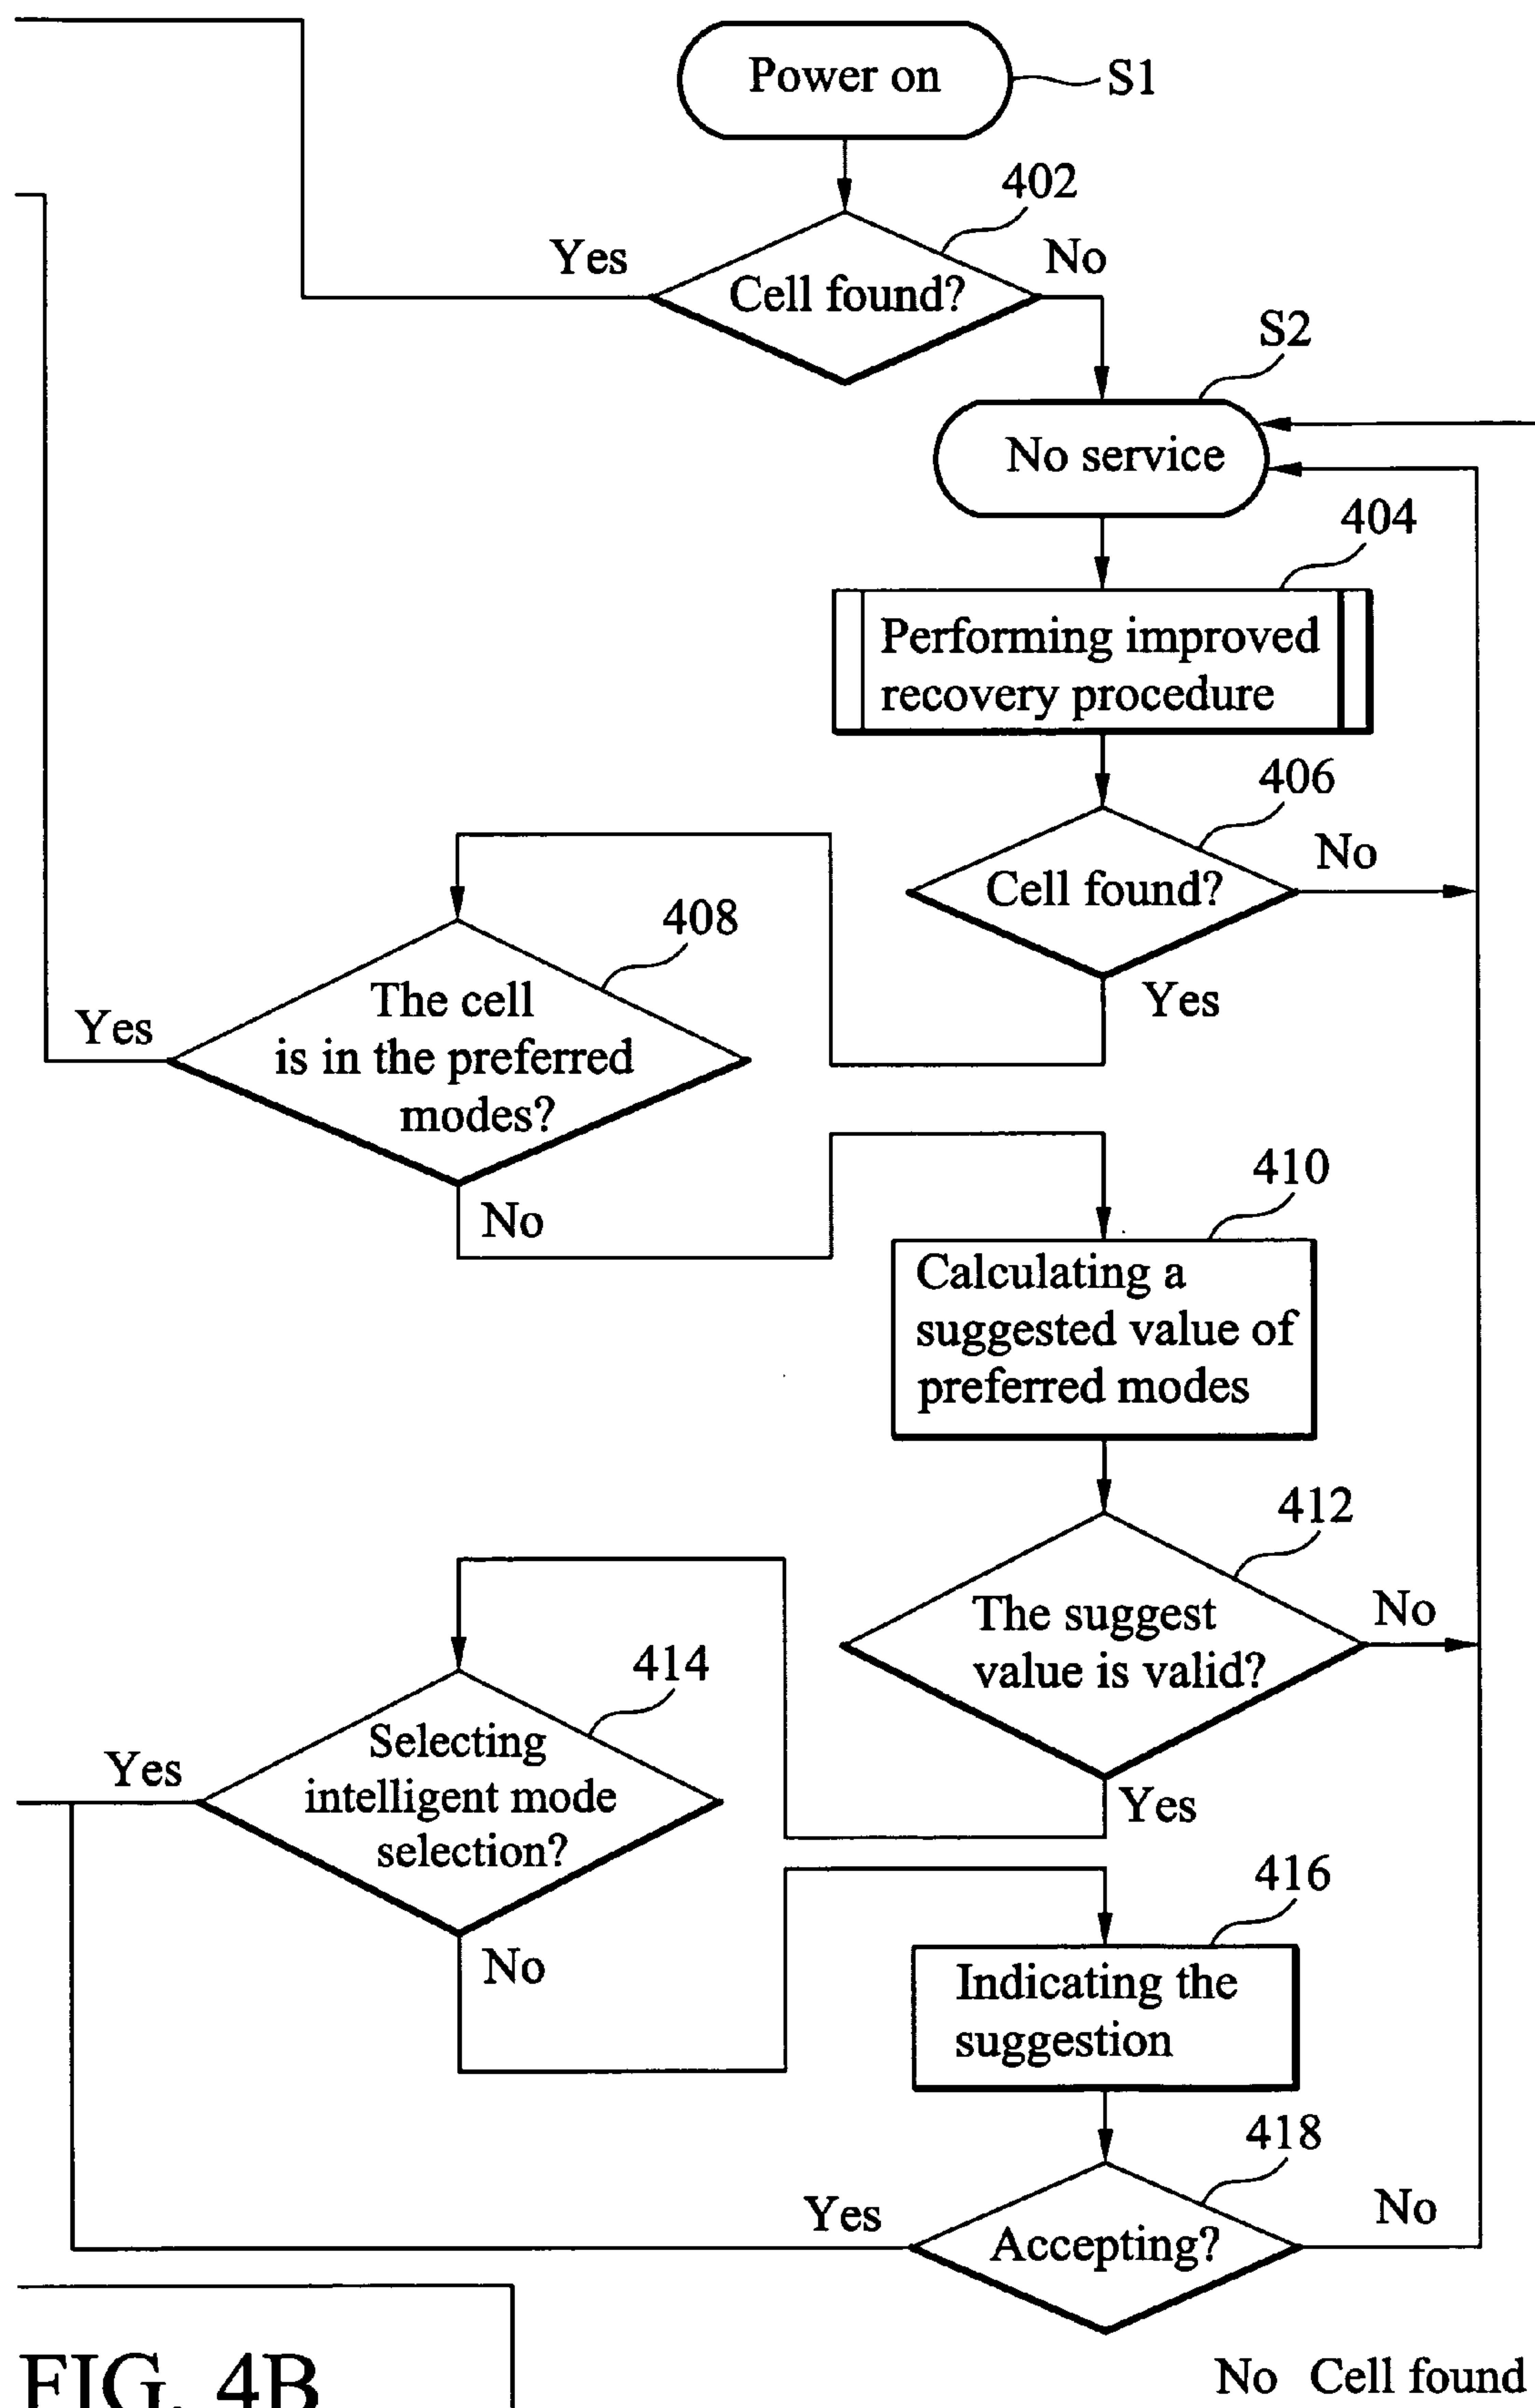 Power on
S1
402
Yes
No
Cell found?
S2
No service
404
Performing improved
recovery procedure
406
No
Cell found?
Yes
408
The cell
is in the preferred
modes?
Yes
No
410
Calculating a
suggested value of
preferred modes
412
The suggest
value is valid?
No
Yes
414
Selecting
intelligent mode
selection?
Yes
No
416
Indicating the
suggestion
418
Yes
No
Accepting?
No Cell found
FIG. 4B